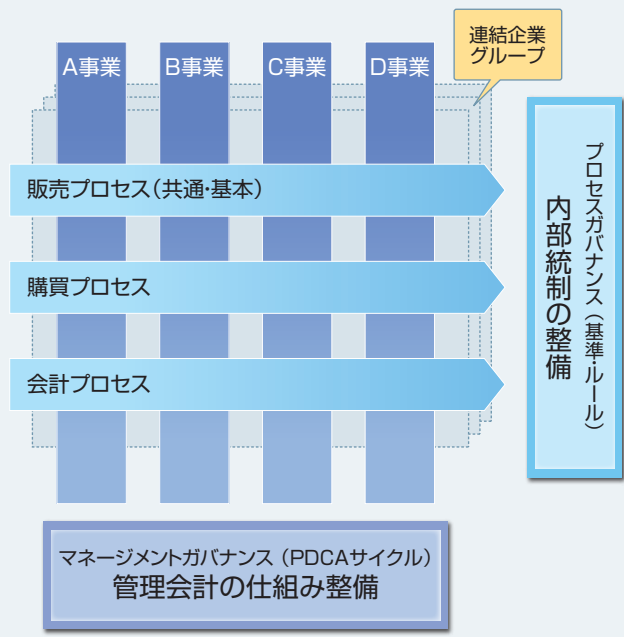 連結企業
グループ
A事業
B事業
C事業
D事業
販売プロセス（共通・基本）
購買プロセス
会計プロセス
プロセスガバナンス（基準・ルール）
内部統制の整備
マネージメントガバナンス（PDCAサイクル）
管理会計の仕組み整備